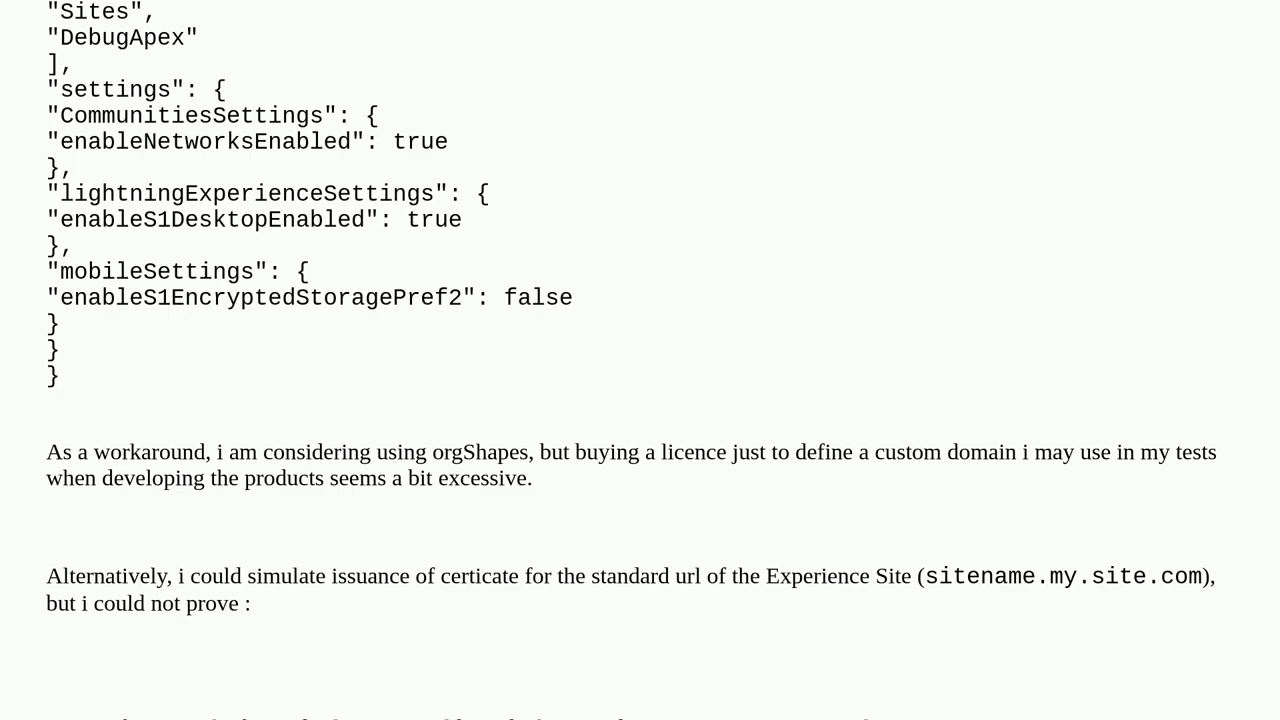 "Sites",
"DebugApex"
],
"settings": {
"CommunitiesSettings": {
"enableNetworksEnabled": true
},
"lightningExperienceSettings": {
"enableS1DesktopEnabled": true
},
"mobileSettings": {
"enableS1EncryptedStoragePref2": false
}
}
}
As a workaround, i am considering using orgShapes, but buying a licence just to define a custom domain i may use in my tests
when developing the products seems a bit excessive.
Alternatively, i could simulate issuance of certicate for the standard url of the Experience Site (sitename.my.site.com),
but i could not prove :